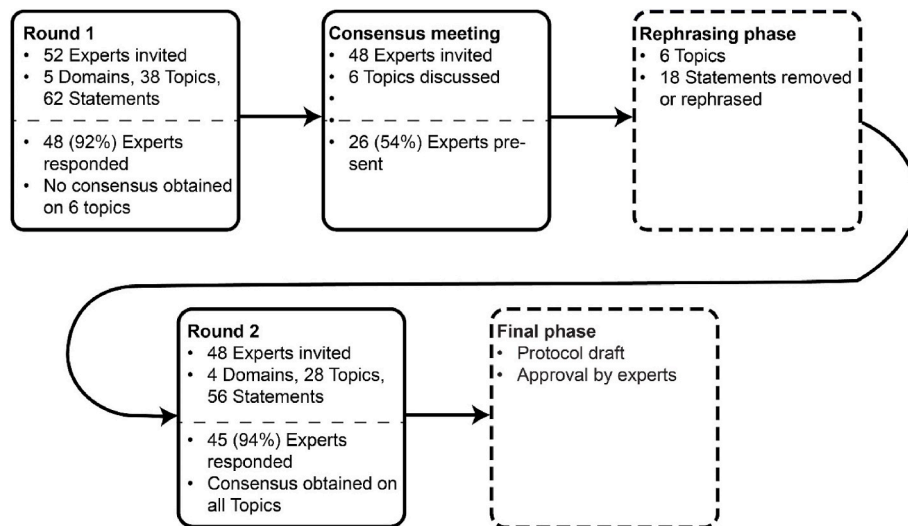 Round 1
• 52 Experts invited
• 5 Domains, 38 Topics,
62 Statements
• 48 (92%) Experts
responded
• No consensus obtained
on 6 topics
Consensus meeting
• 48 Experts invited
• 6 Topics discussed
•
•
• 26 (54%) Experts pre-
sent
Rephrasing phase
• 6 Topics
• 18 Statements removed
or rephrased
Round 2
• 48 Experts invited
• 4 Domains, 28 Topics,
56 Statements
• 45 (94%) Experts
responded
• Consensus obtained on
all Topics
Final phase
• Protocol draft
• Approval by experts